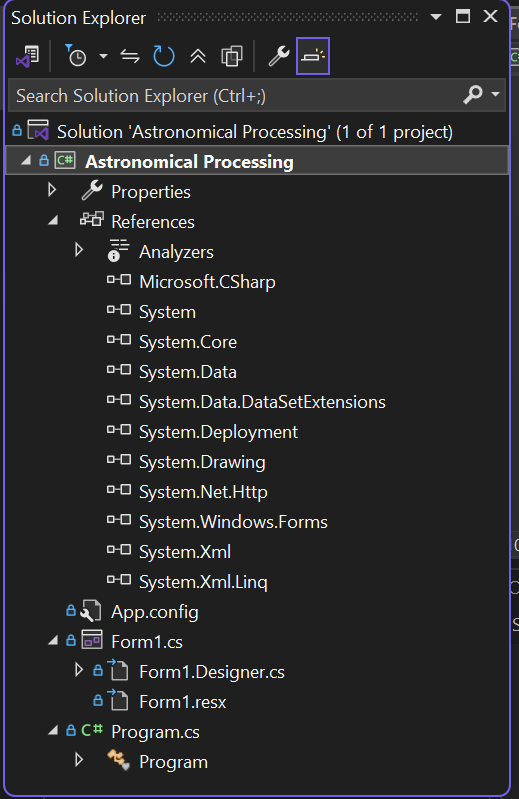 Solution Explorer
Search Solution Explorer (Ctrl+;)
Solution 'Astronomical Processing' (1 of 1 project)
C# Astronomical Processing
Properties
References
Analyzers
Microsoft.CSharp
System
System.Core
System.Data
System.Data.DataSetExtensions
System.Deployment
System.Drawing
System.Net.Http
System.Windows.Forms
System.Xml
System.Xml.Linq
App.config
Form1.cs
Form1.Designer.cs
Form1.resx
C# Program.cs
Program